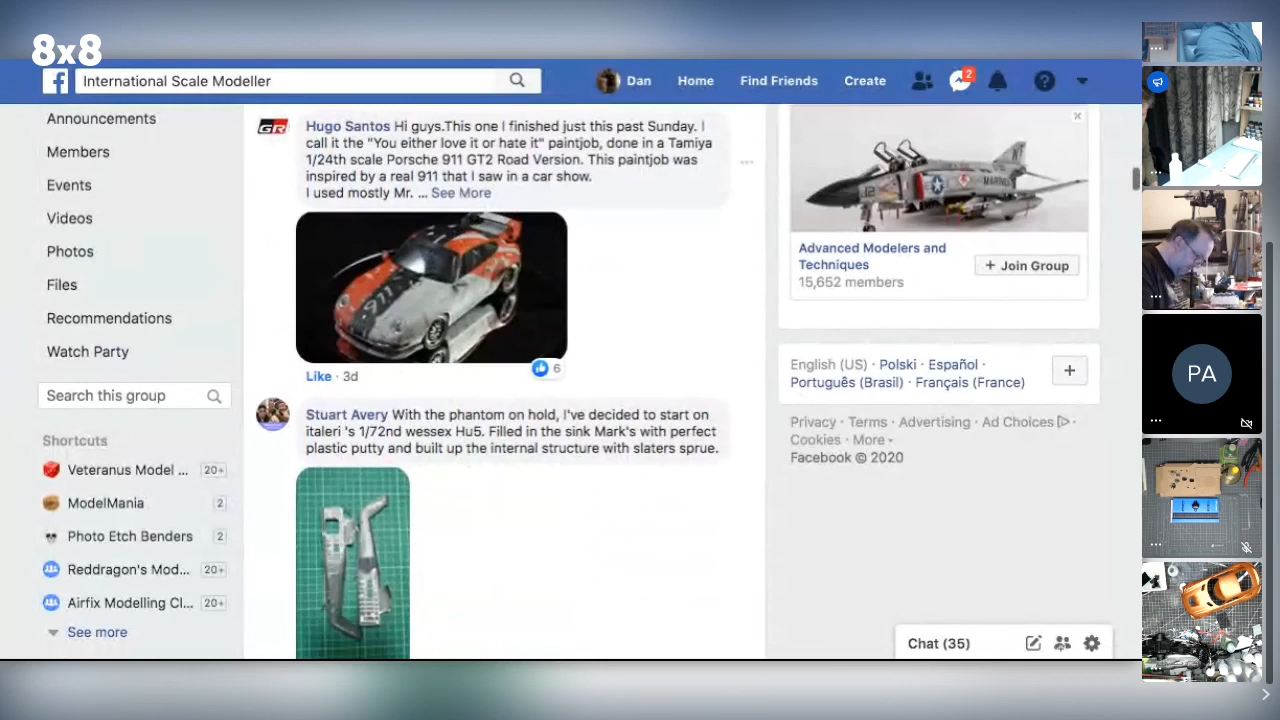 8x8
International Scale Modeller
Dan
Home
Find Friends
Create
2
Announcements
Members
Events
Videos
Photos
Files
Recommendations
Watch Party
Search this group
Shortcuts
Veteranus Model ... 20+
ModelMania 2
Photo Etch Benders 2
Reddragon's Mod... 20+
Airfix Modelling Cl... 20+
See more
GR
Hugo Santos Hi guys.This one I finished just this past Sunday. I
call it the "You either love it or hate it" paintjob, done in a Tamiya
1/24th scale Porsche 911 GT2 Road Version. This paintjob was
inspired by a real 911 that I saw in a car show.
I used mostly Mr. ... See More
911
6
Like · 3d
Stuart Avery With the phantom on hold, I've decided to start on
italeri 's 1/72nd wessex Hu5. Filled in the sink Mark's with perfect
plastic putty and built up the internal structure with slaters sprue.
12
MARINES
Advanced Modelers and
Techniques
15,652 members
+ Join Group
English (US) · Polski · Español ·
Português (Brasil) · Français (France)
Privacy · Terms · Advertising · Ad Choices
Cookies · More
Facebook © 2020
Chat (35)
PA